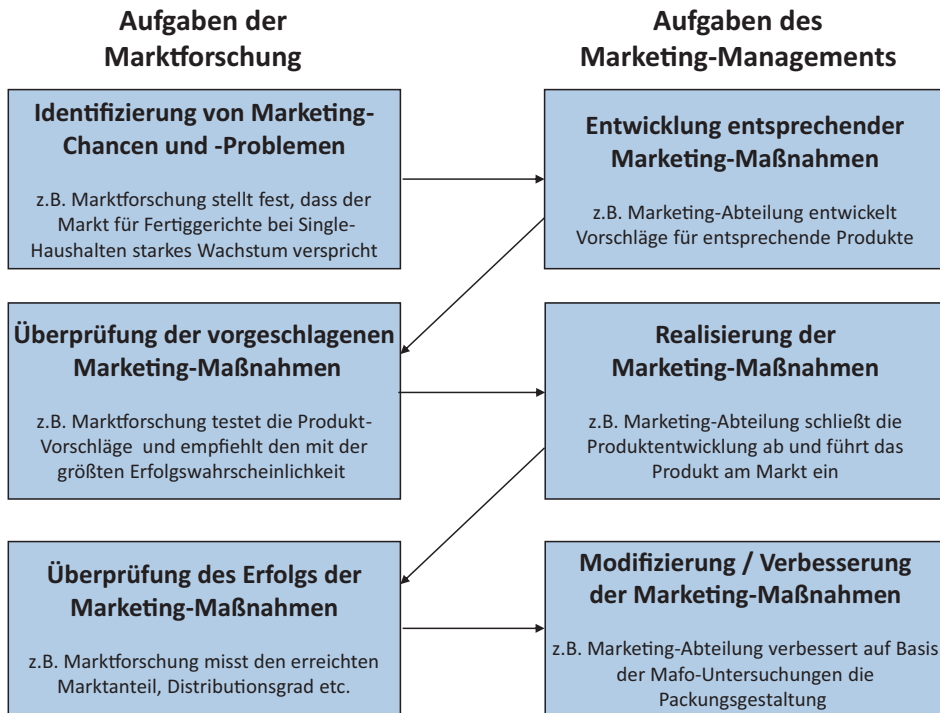 Aufgaben der
Marktforschung
Aufgaben des
Marketing-Managements
Identifizierung von Marketing-
Chancen und -Problemen
z.B. Marktforschung stellt fest, dass der
Markt für Fertiggerichte bei Single-
Haushalten starkes Wachstum verspricht
Entwicklung entsprechender
Marketing-Maßnahmen
z.B. Marketing-Abteilung entwickelt
Vorschläge für entsprechende Produkte
Überprüfung der vorgeschlagenen
Marketing-Maßnahmen
z.B. Marktforschung testet die Produkt-
Vorschläge und empfiehlt den mit der
größten Erfolgswahrscheinlichkeit
Realisierung der
Marketing-Maßnahmen
z.B. Marketing-Abteilung schließt die
Produktentwicklung ab und führt das
Produkt am Markt ein
Überprüfung des Erfolgs der
Marketing-Maßnahmen
z.B. Marktforschung misst den erreichten
Marktanteil, Distributionsgrad etc.
Modifizierung / Verbesserung
der Marketing-Maßnahmen
z.B. Marketing-Abteilung verbessert auf Basis
der Mafo-Untersuchungen die
Packungsgestaltung